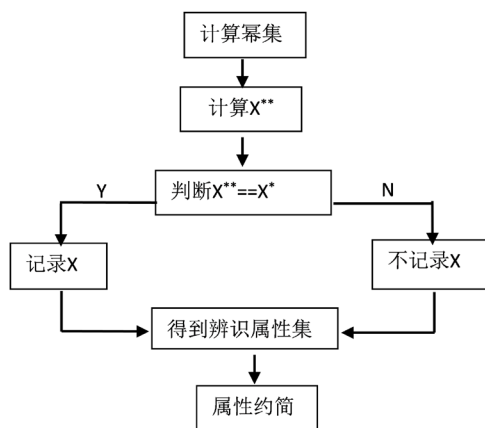 计算幂集
计算X**
判断X**==X*
Y
N
记录X
不记录X
得到辨识属性集
属性约简